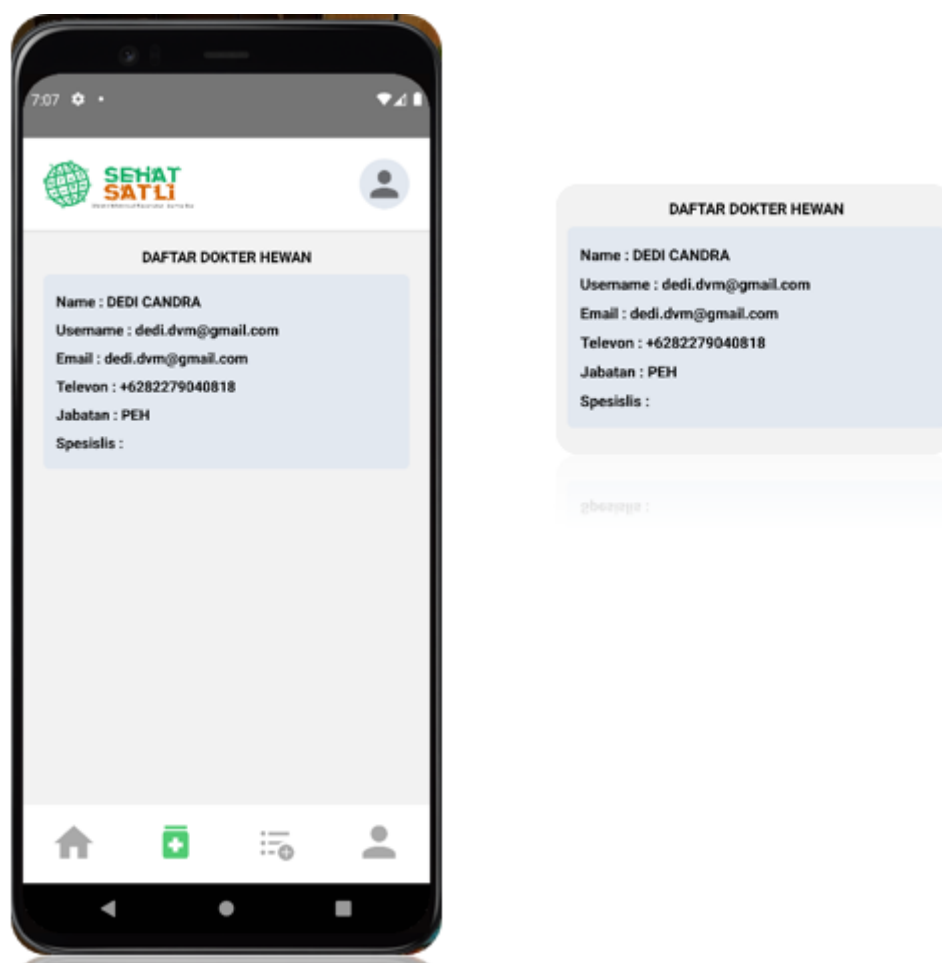 7:07
SEHAT
SATLI
DAFTAR DOKTER HEWAN
Name : DEDI CANDRA
Username : dedi.dvm@gmail.com
Email : dedi.dvm@gmail.com
Televon : +6282279040818
Jabatan : PEH
Spesislis :
DAFTAR DOKTER HEWAN
Name : DEDI CANDRA
Username : dedi.dvm@gmail.com
Email : dedi.dvm@gmail.com
Televon : +6282279040818
Jabatan : PEH
Spesislis :